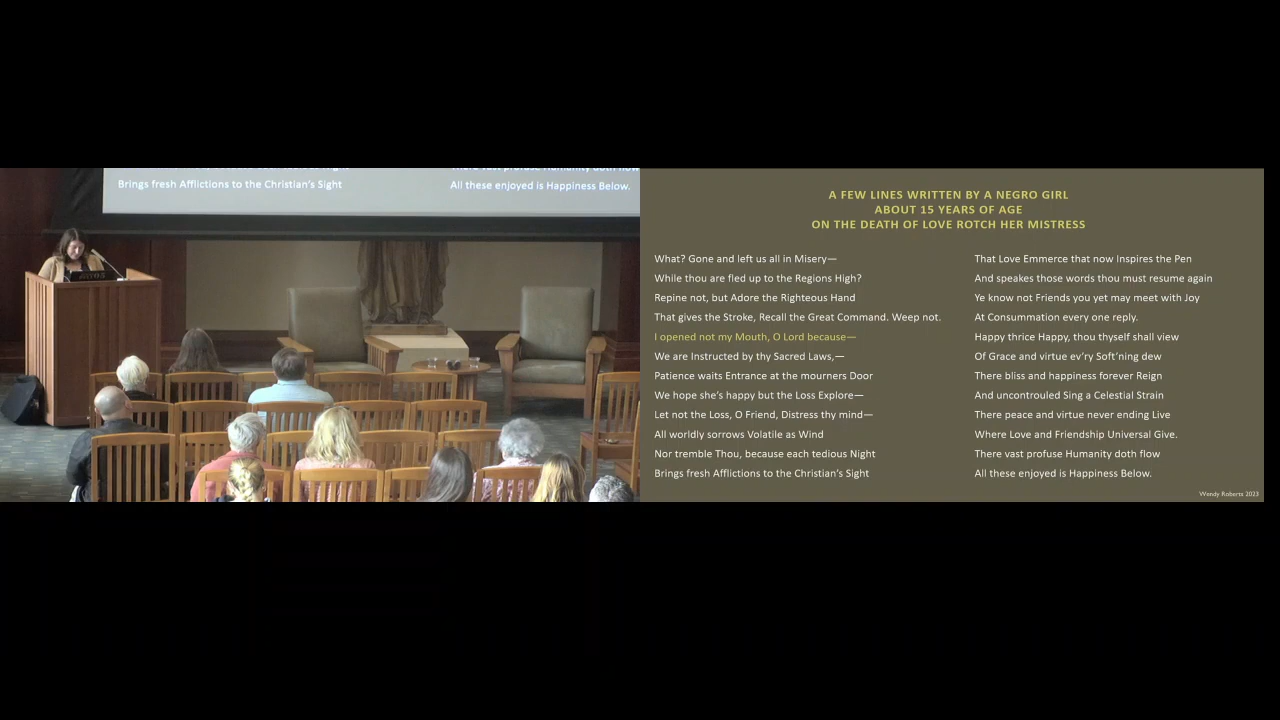 Brings fresh Afflictions to the Christian's Sight
All these enjoyed is Happiness Below.
A FEW LINES WRITTEN BY A NEGRO GIRL
ABOUT 15 YEARS OF AGE
ON THE DEATH OF LOVE ROTCH HER MISTRESS
What? Gone and left us all in Misery—
While thou are fled up to the Regions High?
Repine not, but Adore the Righteous Hand
That gives the Stroke, Recall the Great Command. Weep not.
I opened not my Mouth, O Lord because—
We are Instructed by thy Sacred Laws,—
Patience waits Entrance at the mourners Door
We hope she's happy but the Loss Explore—
Let not the Loss, O Friend, Distress thy mind—
All worldly sorrows Volatile as Wind
Nor tremble Thou, because each tedious Night
Brings fresh Afflictions to the Christian's Sight
That Love Emmerce that now Inspires the Pen
And speakes those words thou must resume again
Ye know not Friends you yet may meet with Joy
At Consummation every one reply.
Happy thrice Happy, thou thyself shall view
Of Grace and virtue ev'ry Soft'ning dew
There bliss and happiness forever Reign
And uncontrouled Sing a Celestial Strain
There peace and virtue never ending Live
Where Love and Friendship Universal Give.
There vast profuse Humanity doth flow
All these enjoyed is Happiness Below.
Wendy Roberts 2023